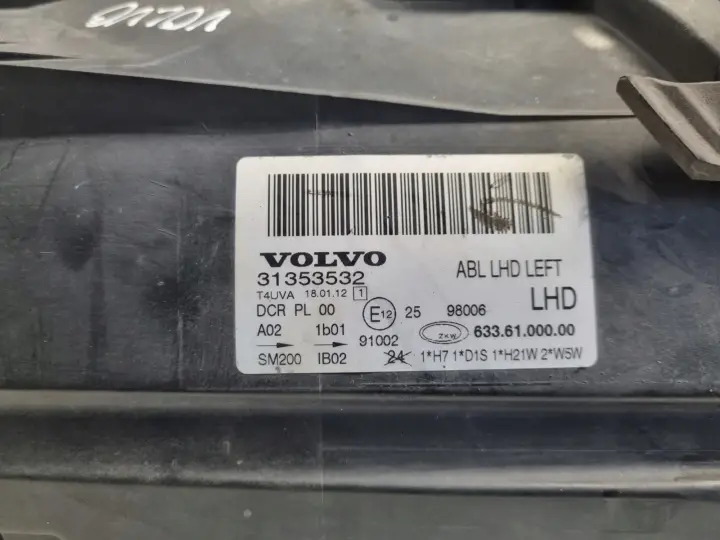 VOLVO
31353532
ABL LHD LEFT
T4UVA 18.01.12 1
LHD
DCR PL 00
E12 25 98006
A02 1b01
91002
ZKW 633.61.000.00
SM200 IB02
24 1*H7 1*D1S 1*H21W 2*W5W